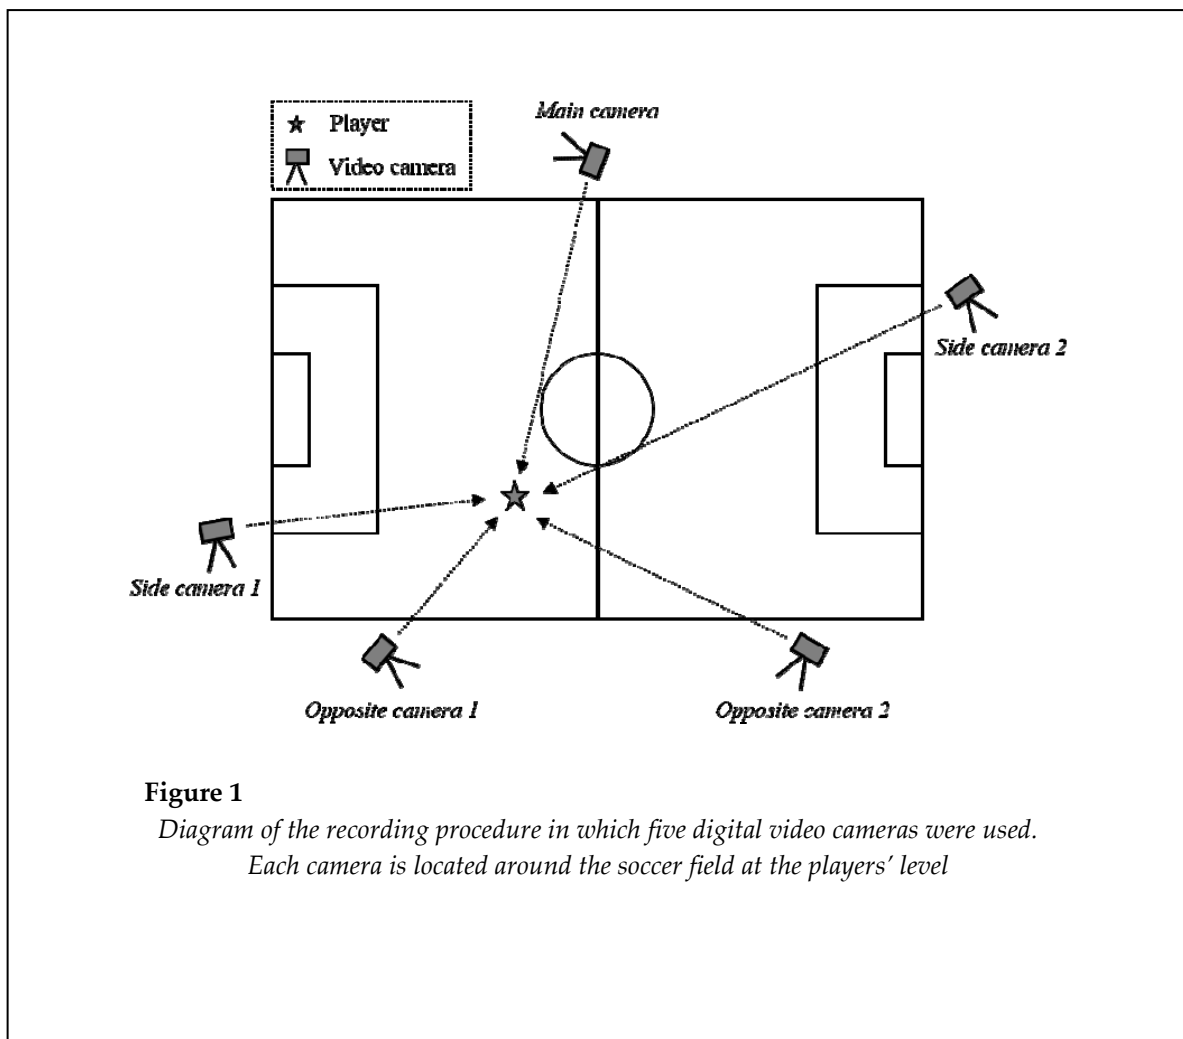 Main camera
Player
Video camera
Side camera 2
Side camera 1
Opposite camera 1
Opposite camera 2
Figure 1
Diagram of the recording procedure in which five digital video cameras were used.
Each camera is located around the soccer field at the players’ level